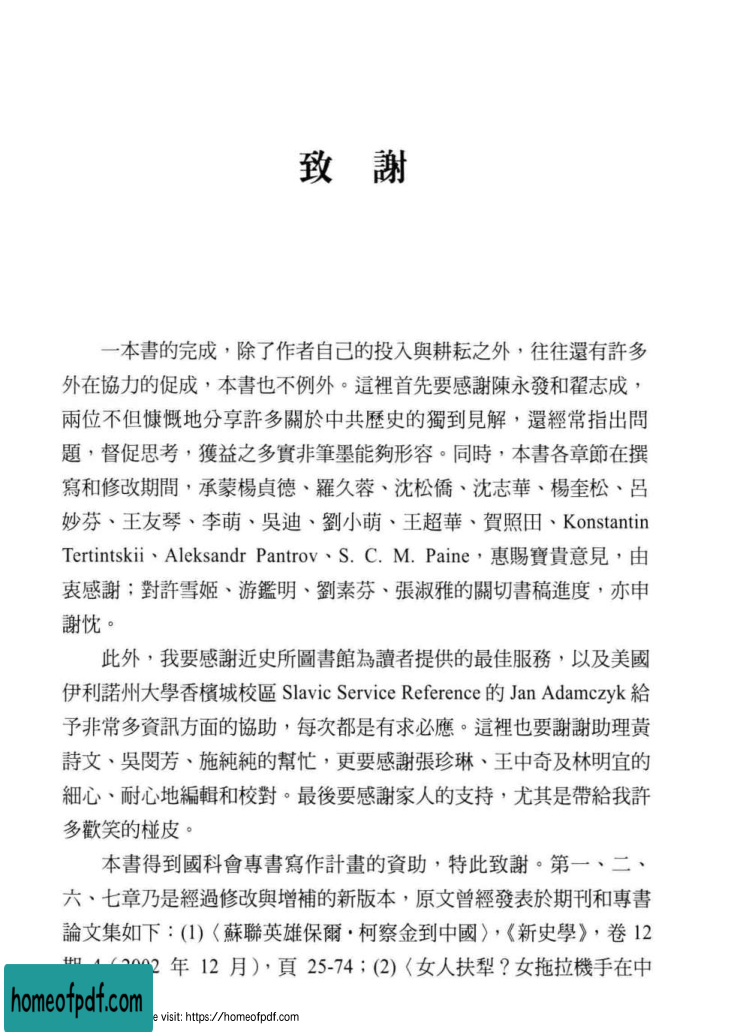 致謝
一本書的完成，除了作者自己的投入與耕耘之外，往往還有許多
外在協力的促成，本書也不例外。這裡首先要感謝陳永發和翟志成，
兩位不但慷慨地分享許多關於中共歷史的獨到見解，還經常指出問
題，督促思考，獲益之多實非筆墨能夠形容。同時，本書各章節在撰
寫和修改期間，承蒙楊貞德、羅久蓉、沈松僑、沈志華、楊奎松、呂
妙芬、王友琴、李萌、吳迪、劉小萌、王超華、賀照田、Konstantin
Tertintskii、Aleksandr Pantrov、S. C. M. Paine，惠賜寶貴意見，由
衷感謝；對許雪姬、游鑑明、劉素芬、張淑雅的關切書稿進度，亦申
謝忱。
此外，我要感謝近史所圖書館為讀者提供的最佳服務，以及美國
伊利諾州大學香檳城校區 Slavic Service Reference 的 Jan Adamczyk 給
予非常多資訊方面的協助，每次都是有求必應。這裡也要謝謝助理黃
詩文、吳閔芳、施純純的幫忙，更要感謝張珍琳、王中奇及林明宜的
細心、耐心地編輯和校對。最後要感謝家人的支持，尤其是帶給我許
多歡笑的椪皮。
本書得到國科會專書寫作計畫的資助，特此致謝。第一、二、
六、七章乃是經過修改與增補的新版本，原文曾經發表於期刊和專書
論文集如下：(1)〈蘇聯英雄保爾·柯察金到中國〉，《新史學》，卷 12
年 12 月)，頁 25-74；(2)〈女人扶犁？女拖拉機手在中
homeofpdf.com
visit: https://homeofpdf.com